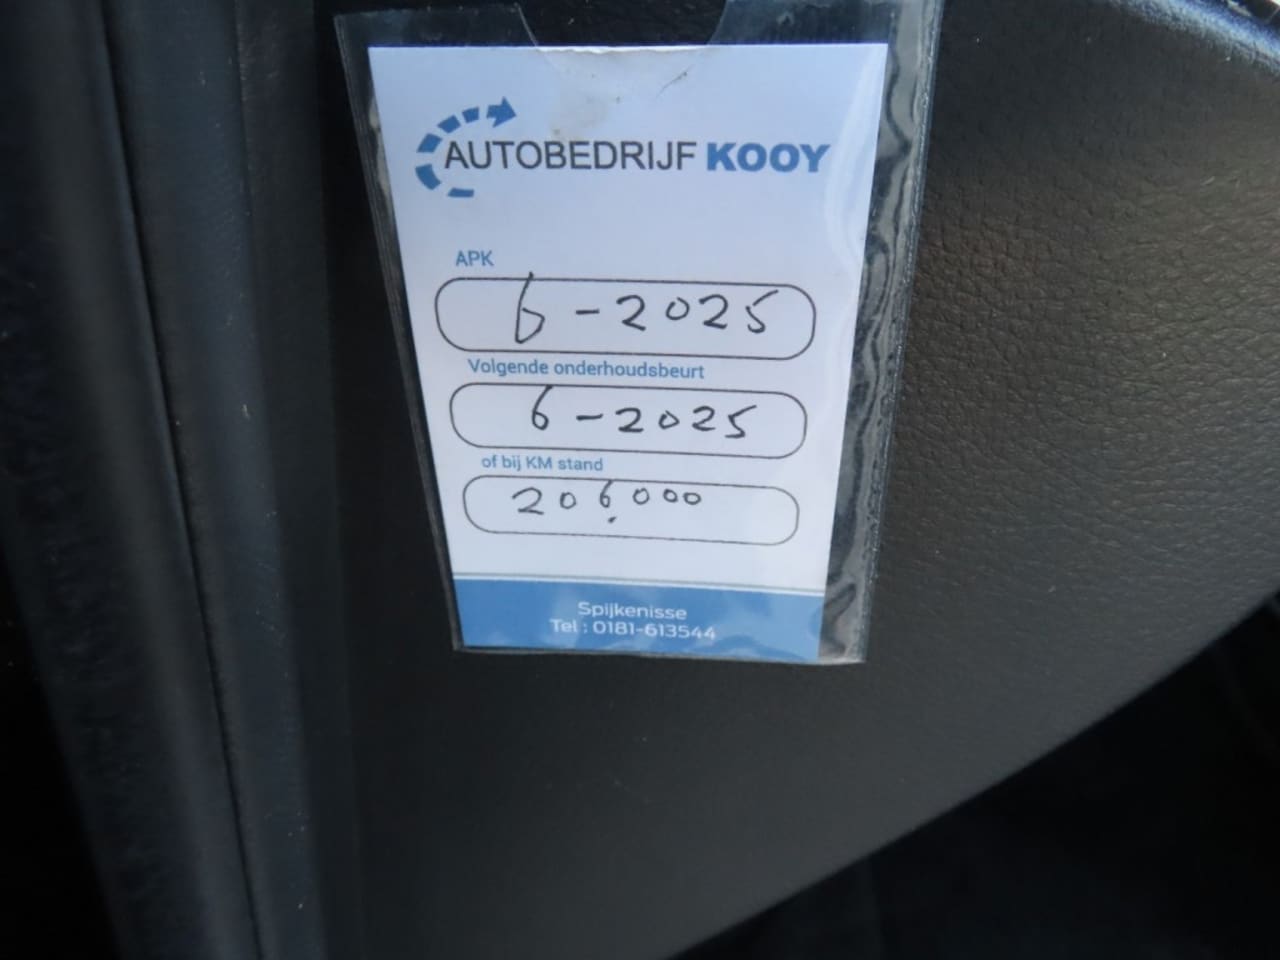 AUTOBEDRIJF KOOY
APK
6-2025
Volgende onderhoudsbeurt
6-2025
of bij KM stand
206.000
Spijkenisse
Tel : 0181-613544